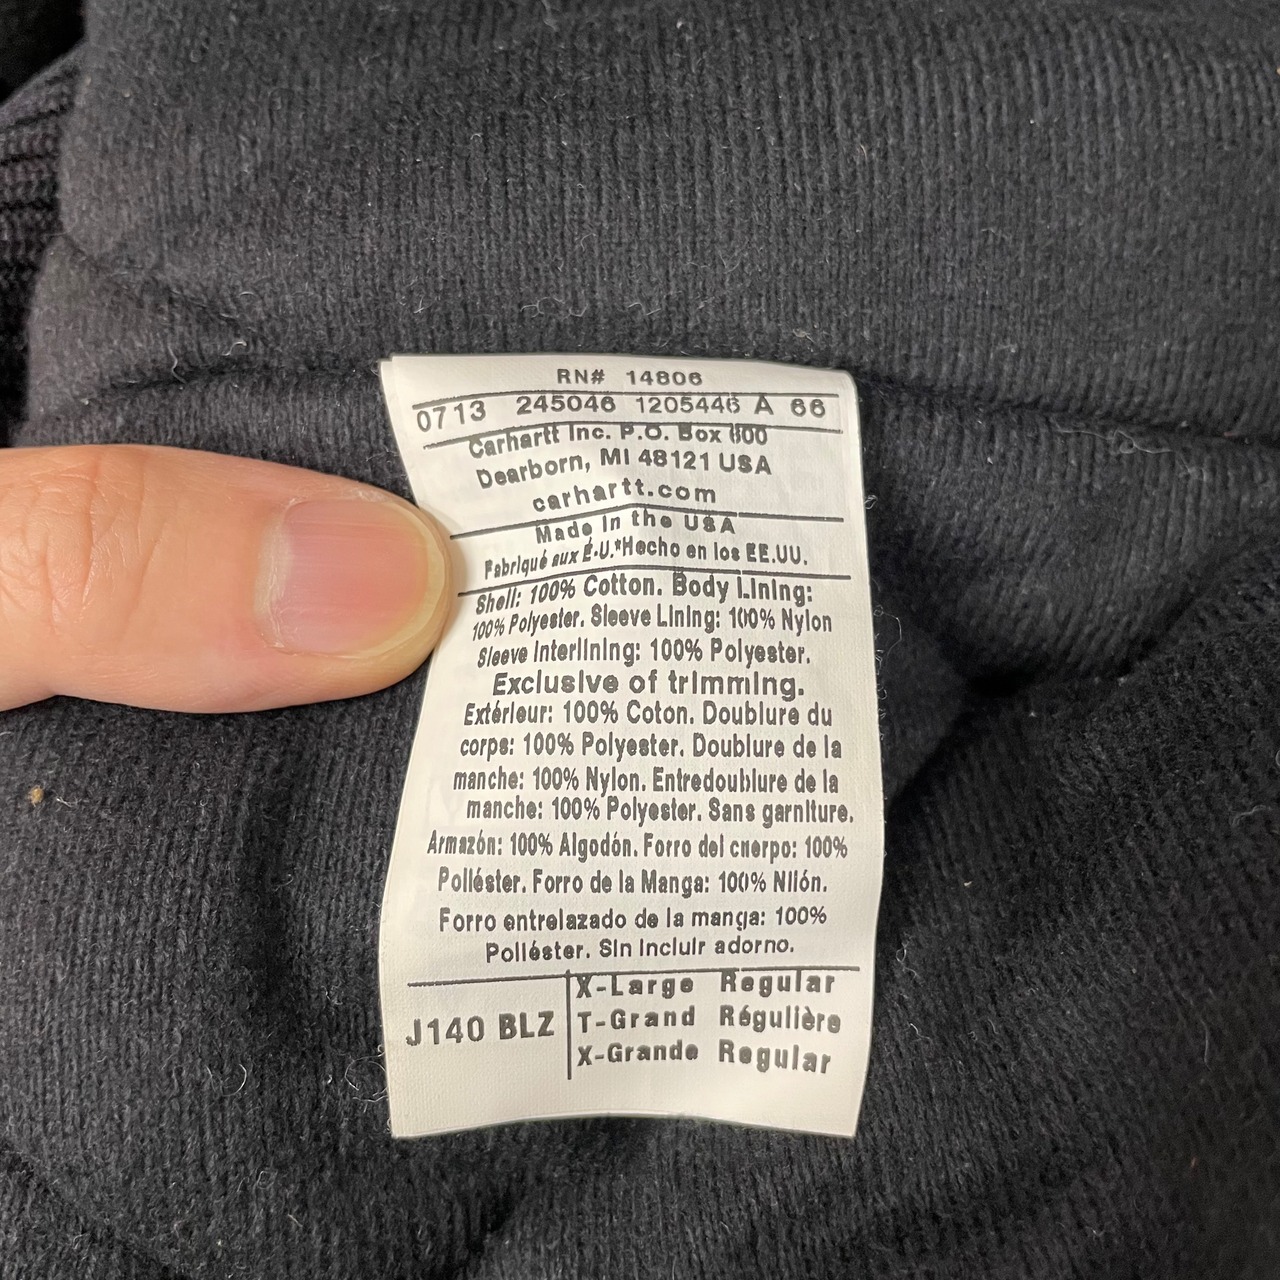 RN# 14806
0713 245046 1205446 A 66
Carhartt Inc. P.O. Box 600
Dearborn, MI 48121 USA
carhartt.com
Made in the USA
Fabriqué aux É.U.*Hecho en los EE.UU.
Shell: 100% Cotton. Body Lining:
100% Polyester. Sleeve Lining: 100% Nylon
Sleeve Interlining: 100% Polyester.
Exclusive of trimming.
Extérieur: 100% Coton. Doublure du
corps: 100% Polyester. Doublure de la
manche: 100% Nylon. Entredoublure de la
manche: 100% Polyester. Sans garniture.
Armazón: 100% Algodón. Forro del cuerpo: 100%
Poliéster. Forro de la Manga: 100% Nilón.
Forro entrelazado de la manga: 100%
Poliéster. Sin incluir adorno.
J140 BLZ
X-Large Regular
T-Grand Régulière
X-Grande Regular